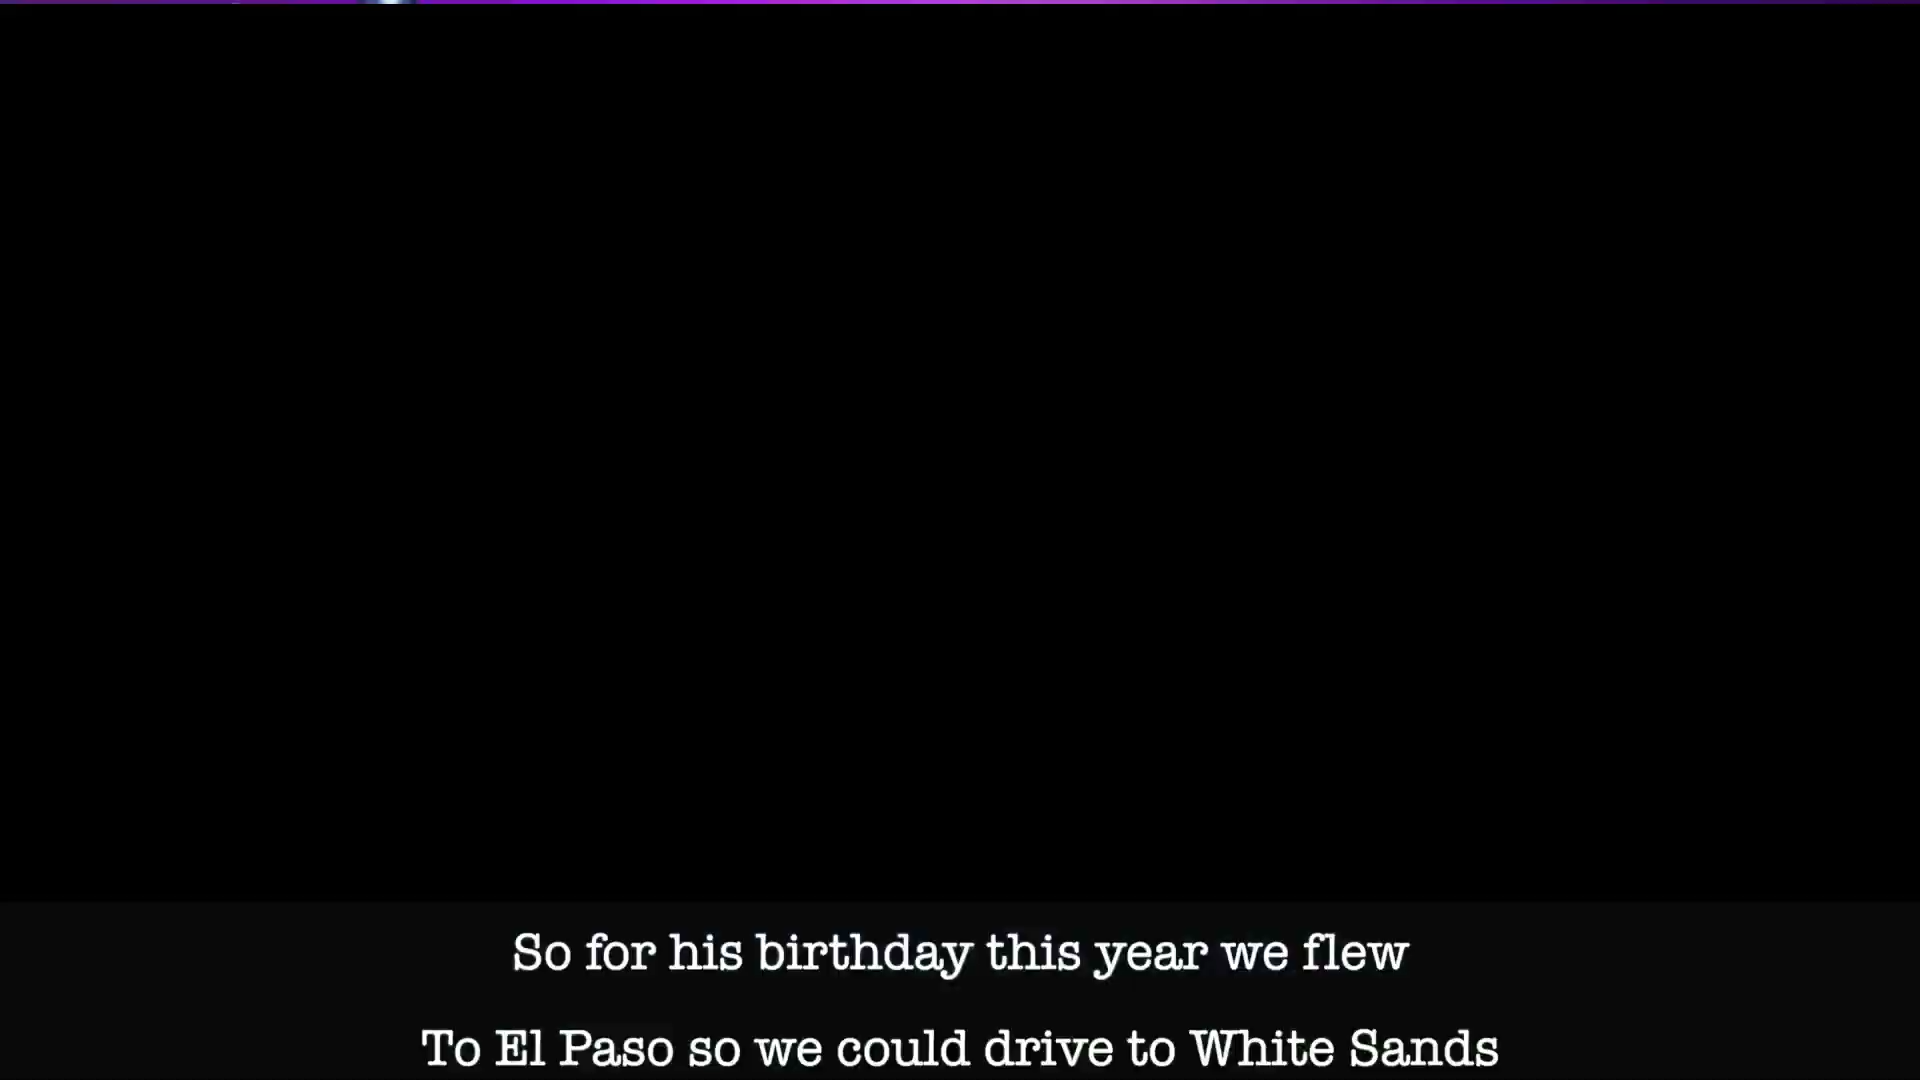 So for his birthday this year we flew
To El Paso so we could drive to White Sands